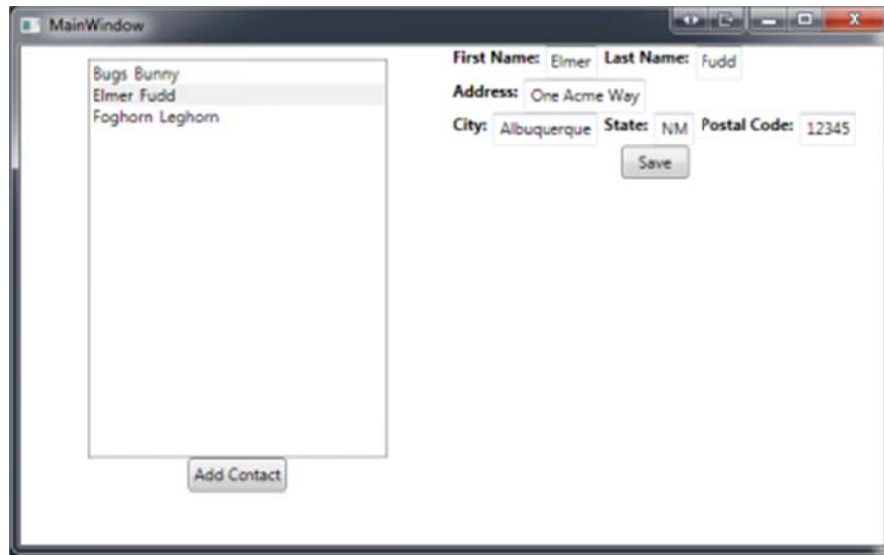 MainWindow
Bugs Bunny
Elmer Fudd
Foghorn Leghorn
Add Contact
First Name: Elmer Last Name: Fudd
Address: One Acme Way
City: Albuquerque State: NM Postal Code: 12345
Save